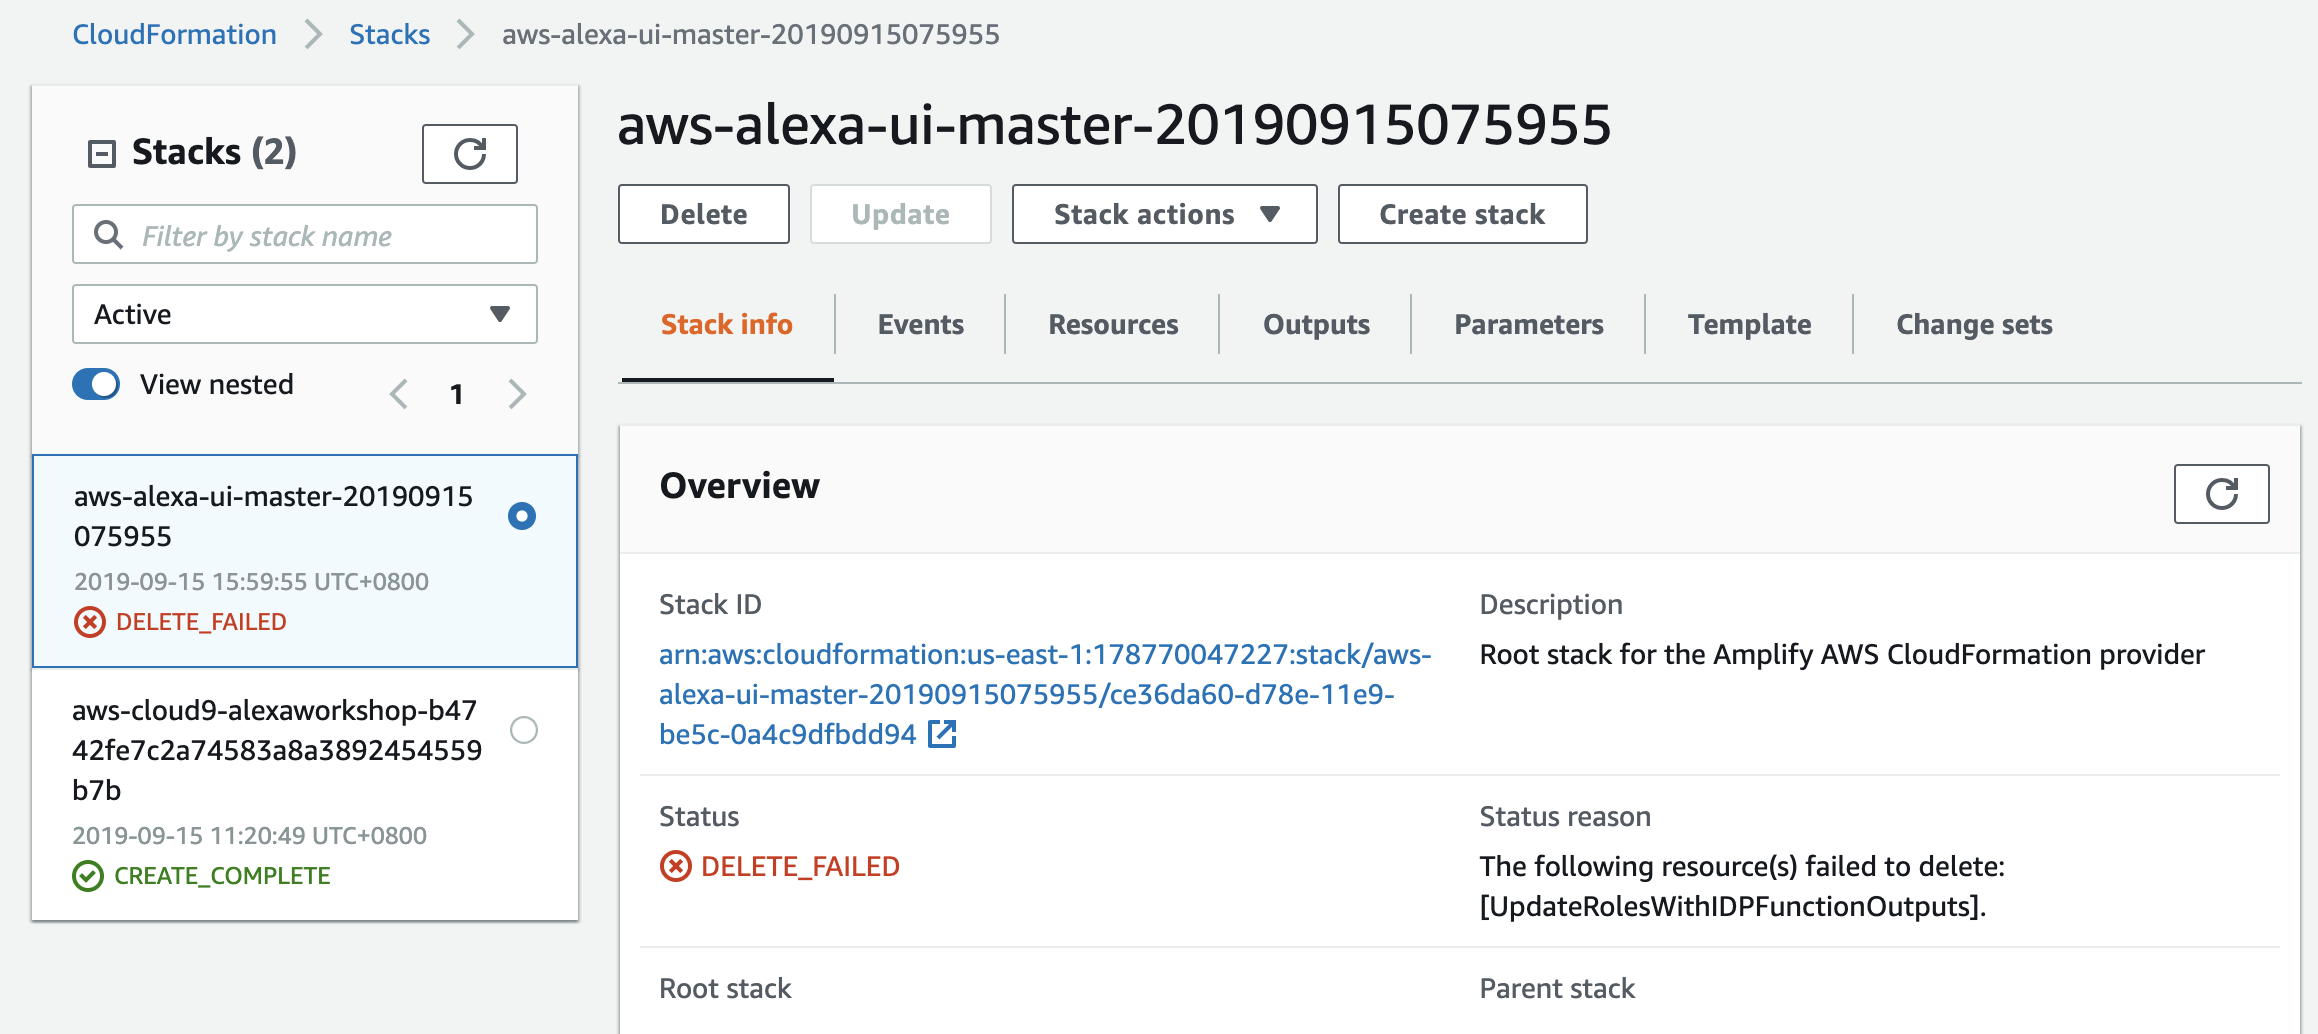 CloudFormation > Stacks > aws-alexa-ui-master-20190915075955
Stacks (2)
Filter by stack name
Active
View nested
1
aws-alexa-ui-master-20190915
075955
2019-09-15 15:59:55 UTC+0800
DELETE_FAILED
aws-cloud9-alexaworkshop-b47
42fe7c2a74583a8a3892454559
b7b
2019-09-15 11:20:49 UTC+0800
CREATE_COMPLETE
aws-alexa-ui-master-20190915075955
Delete Update Stack actions Create stack
Stack info Events Resources Outputs Parameters Template Change sets
Overview
Stack ID
arn:aws:cloudformation:us-east-1:178770047227:stack/aws-
alexa-ui-master-20190915075955/ce36da60-d78e-11e9-
be5c-0a4c9dfbdd94
Description
Root stack for the Amplify AWS CloudFormation provider
Status
DELETE_FAILED
Status reason
The following resource(s) failed to delete:
[UpdateRolesWithIDPFunctionOutputs].
Root stack
Parent stack